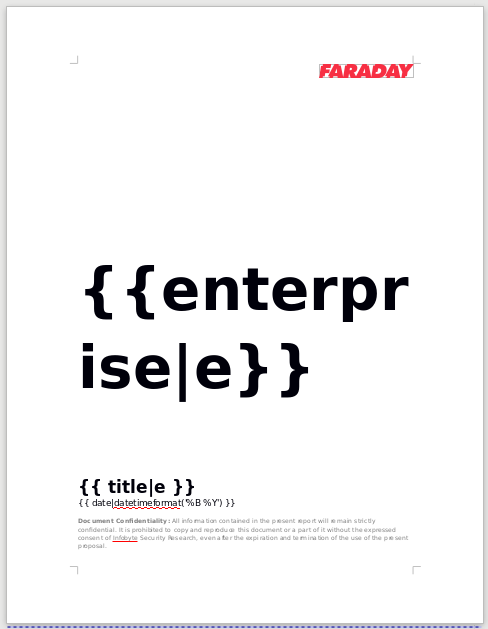 FARADAY
{{enterpr
ise|e}}
{{ title|e }}
{{ date|datetimeformat('%B %Y') }}
Document Confidentiality: All information contained in the present report will remain strictly
confidential. It is prohibited to copy and reproduce this document or a part of it without the expressed
consent of Infobyte Security Research, even after the expiration and termination of the use of the present
proposal.